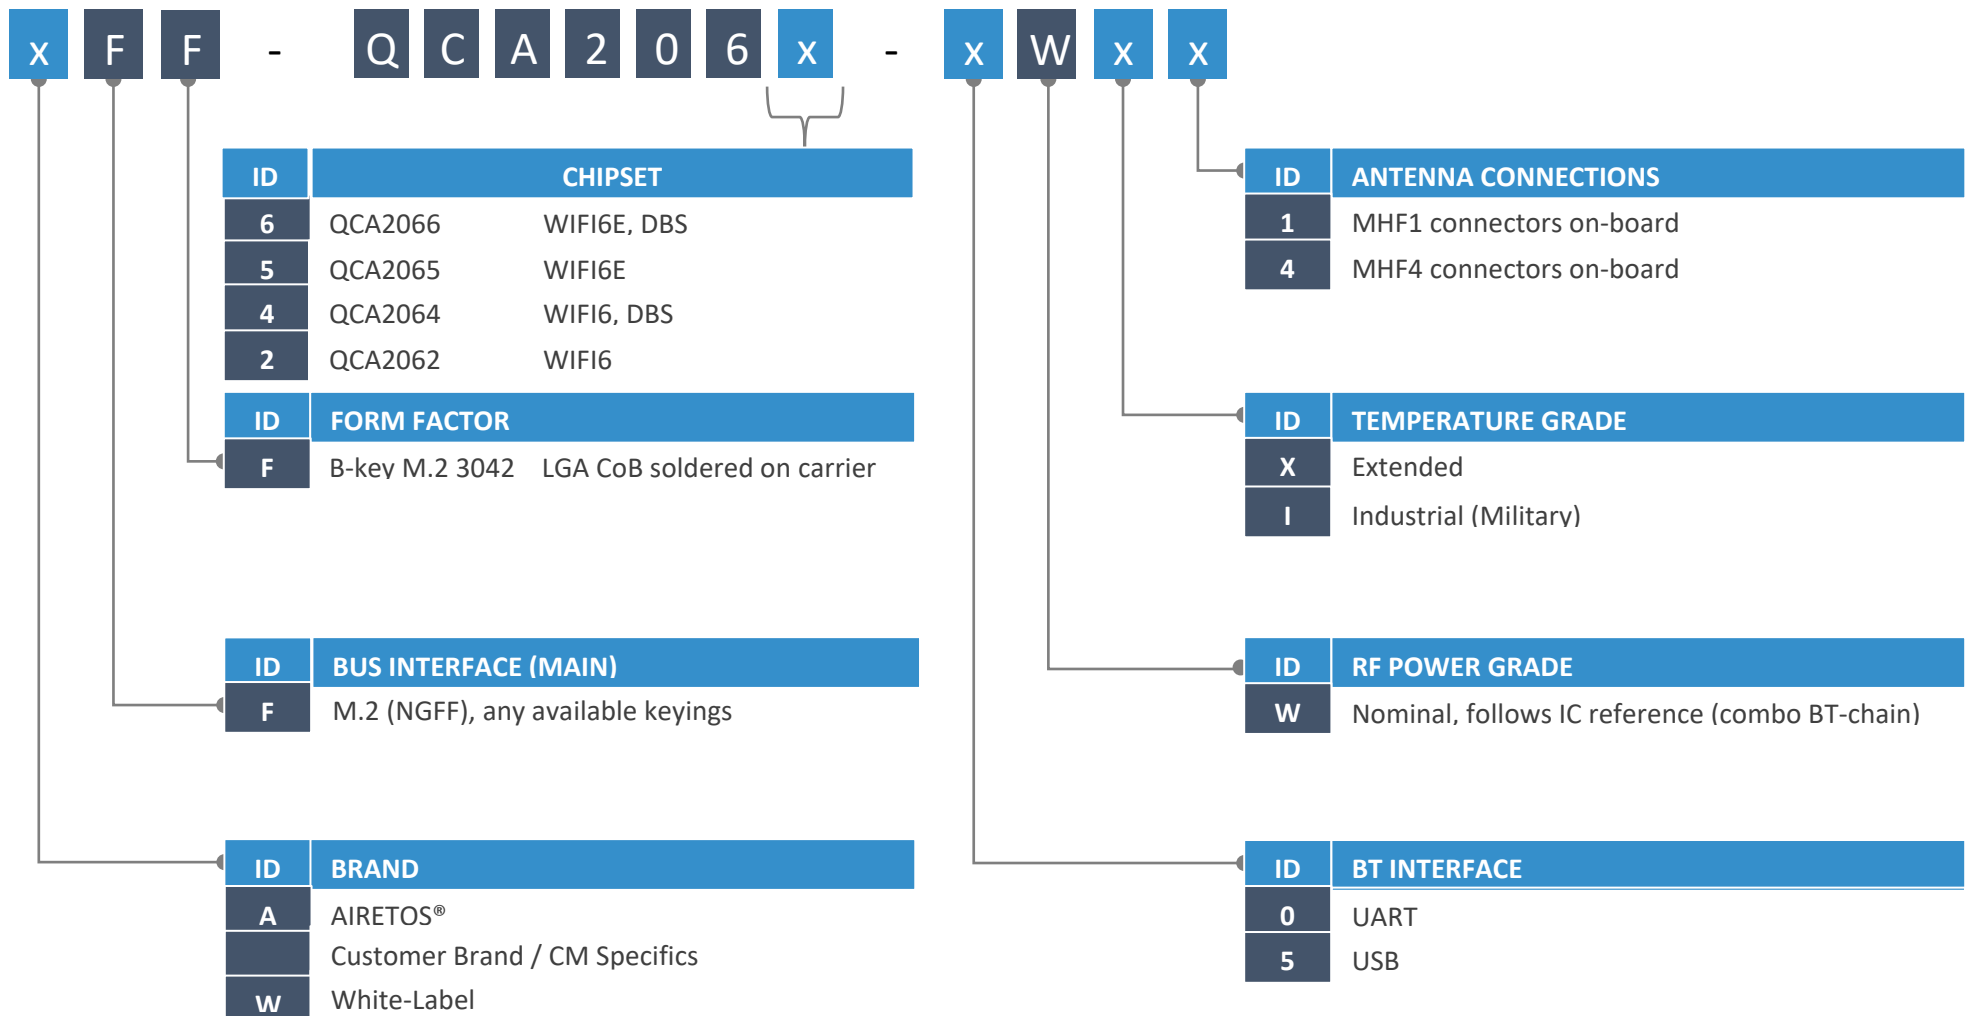 x F F - Q C A 2 0 6 x - x W x x
ID CHIPSET
6 QCA2066 WIFI6E, DBS
5 QCA2065 WIFI6E
4 QCA2064 WIFI6, DBS
2 QCA2062 WIFI6
ID FORM FACTOR
F B-key M.2 3042 LGA CoB soldered on carrier
ID BUS INTERFACE (MAIN)
F M.2 (NGFF), any available keyings
ID BRAND
A AIRETOS®
Customer Brand / CM Specifics
W White-Label
ID ANTENNA CONNECTIONS
1 MHF1 connectors on-board
4 MHF4 connectors on-board
ID TEMPERATURE GRADE
X Extended
I Industrial (Military)
ID RF POWER GRADE
W Nominal, follows IC reference (combo BT-chain)
ID BT INTERFACE
0 UART
5 USB